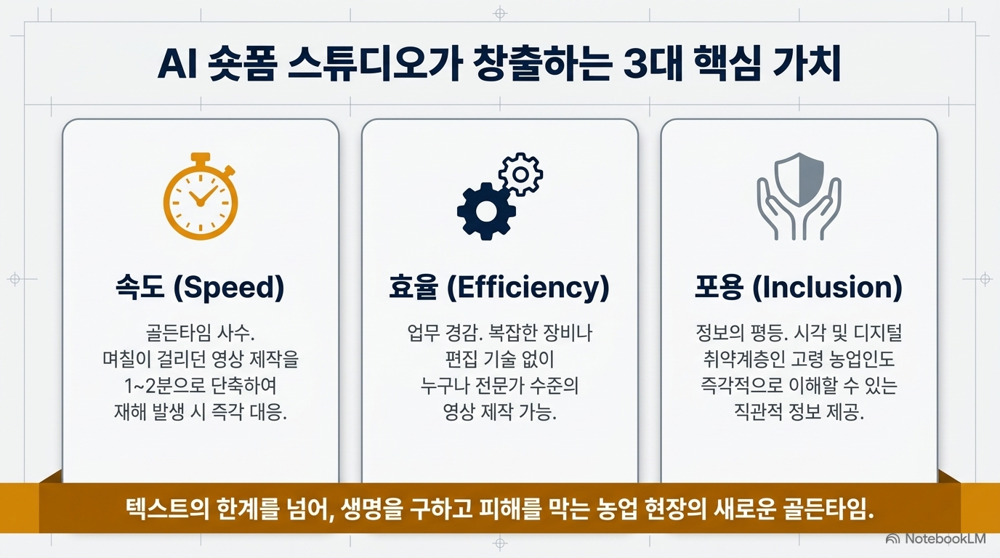 AI 숏폼 스튜디오가 창출하는 3대 핵심 가치
속도 (Speed)
골든타임 사수.
며칠이 걸리던 영상 제작을
1~2분으로 단축하여
재해 발생 시 즉각 대응.
효율 (Efficiency)
업무 경감. 복잡한 장비나
편집 기술 없이
누구나 전문가 수준의
영상 제작 가능.
포용 (Inclusion)
정보의 평등. 시각 및 디지털
취약계층인 고령 농업인도
즉각적으로 이해할 수 있는
직관적 정보 제공.
텍스트의 한계를 넘어, 생명을 구하고 피해를 막는 농업 현장의 새로운 골든타임.
NotebookLM